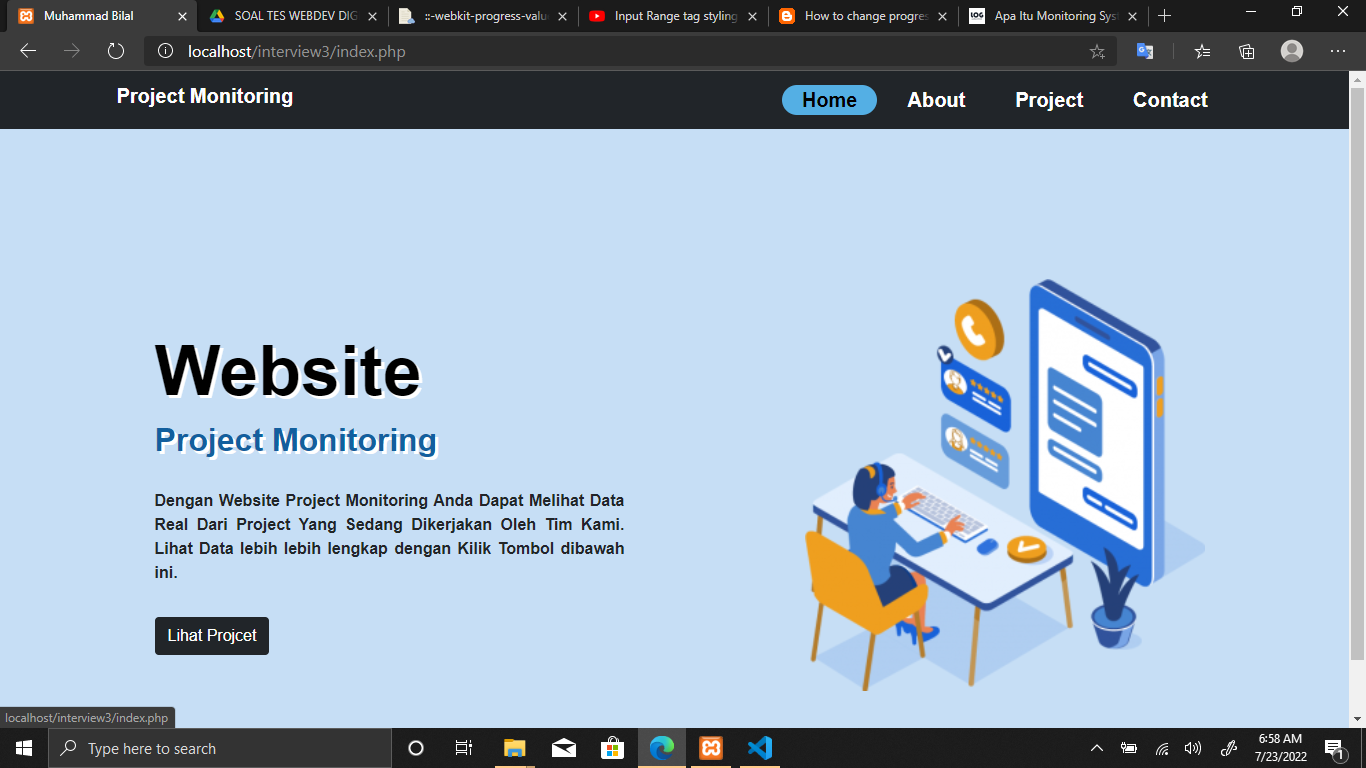 Muhammad Bilal
SOAL TES WEBDEV DIG
::-webkit-progress-valu
Input Range tag styling
How to change progres
LOG
Apa Itu Monitoring Sys
localhost/interview3/index.php
Project Monitoring
Home
About
Project
Contact
Website
Project Monitoring
Dengan Website Project Monitoring Anda Dapat Melihat Data
Real Dari Project Yang Sedang Dikerjakan Oleh Tim Kami.
Lihat Data lebih lebih lengkap dengan Kilik Tombol dibawah
ini.
Lihat Projcet
localhost/interview3/index.php
Type here to search
6:58 AM
7/23/2022
1